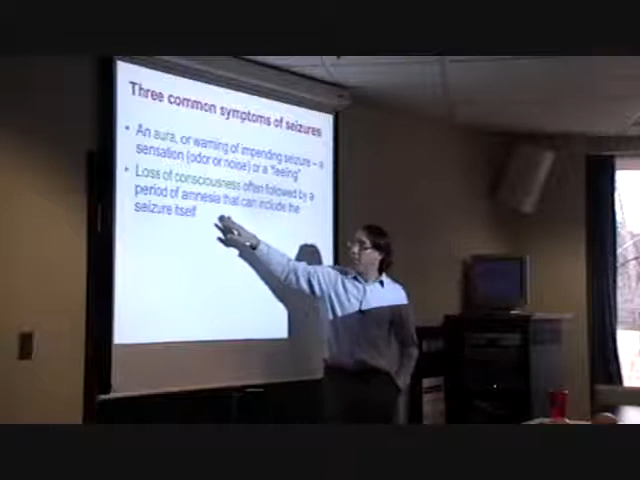 Three common symptoms of seizures
• An aura, or warning of impending seizure – a
sensation (odor or noise) or a "feeling"
• Loss of consciousness often followed by a
period of amnesia that can include the
seizure itself